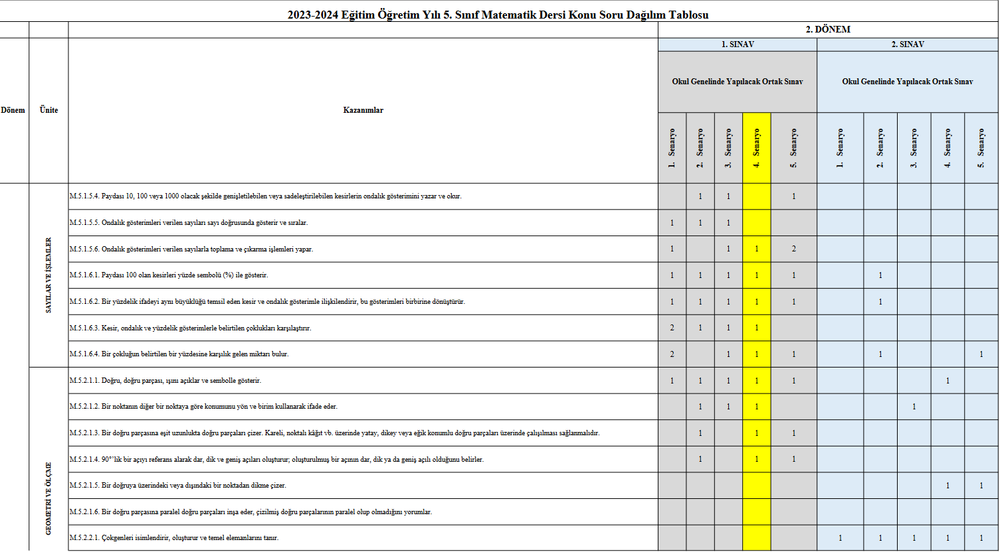 2023-2024 Eğitim Öğretim Yılı 5. Sınıf Matematik Dersi Konu Soru Dağılım Tablosu
2. DÖNEM
1. SINAV 2. SINAV
Okul Genelinde Yapılacak Ortak Sınav Okul Genelinde Yapılacak Ortak Sınav
Dönem Ünite Kazanımlar
1. Senaryo 2. Senaryo 3. Senaryo 4. Senaryo 5. Senaryo 1. Senaryo 2. Senaryo 3. Senaryo 4. Senaryo 5. Senaryo
SAYILAR VE İŞLEMLER
M.5.1.5.4. Paydası 10, 100 veya 1000 olacak şekilde genişletilebilen veya sadeleştirilebilen kesirlerin ondalık gösterimini yazar ve okur. 1 1 1
M.5.1.5.5. Ondalık gösterimleri verilen sayıları sayı doğrusunda gösterir ve sıralar. 1 1 1
M.5.1.5.6. Ondalık gösterimleri verilen sayılarla toplama ve çıkarma işlemleri yapar. 1 1 1 2
M.5.1.6.1. Paydası 100 olan kesirleri yüzde sembolü (%) ile gösterir. 1 1 1 1 1 1
M.5.1.6.2. Bir yüzdelik ifadeyi aynı büyüklüğü temsil eden kesir ve ondalık gösterimle ilişkilendirir, bu gösterimleri birbirine dönüştürür. 1 1 1 1 1 1
M.5.1.6.3. Kesir, ondalık ve yüzdelik gösterimlerle belirtilen çoklukları karşılaştırır. 2 1 1 1
M.5.1.6.4. Bir çokluğun belirtilen bir yüzdesine karşılık gelen miktarı bulur. 2 1 1 1 1 1
GEOMETRİ VE ÖLÇME
M.5.2.1.1. Doğru, doğru parçası, ışını açıklar ve sembolle gösterir. 1 1 1 1 1 1
M.5.2.1.2. Bir noktanın diğer bir noktaya göre konumunu yön ve birim kullanarak ifade eder. 1 1 1 1
M.5.2.1.3. Bir doğru parçasına eşit uzunlukta doğru parçaları çizer. Kareli, noktalı kâğıt vb. üzerinde yatay, dikey veya eğik konumlu doğru parçaları üzerinde çalışılması sağlanmalıdır. 1 1 1
M.5.2.1.4. 90°'lik bir açıyı referans alarak dar, dik ve geniş açıları oluşturur; oluşturulmuş bir açının dar, dik ya da geniş açılı olduğunu belirler. 1 1 1
M.5.2.1.5. Bir doğruya üzerindeki veya dışındaki bir noktadan dikme çizer. 1 1
M.5.2.1.6. Bir doğru parçasına paralel doğru parçaları inşa eder, çizilmiş doğru parçalarının paralel olup olmadığını yorumlar.
M.5.2.2.1. Çokgenleri isimlendirir, oluşturur ve temel elemanlarını tanır. 1 1 1 1 1